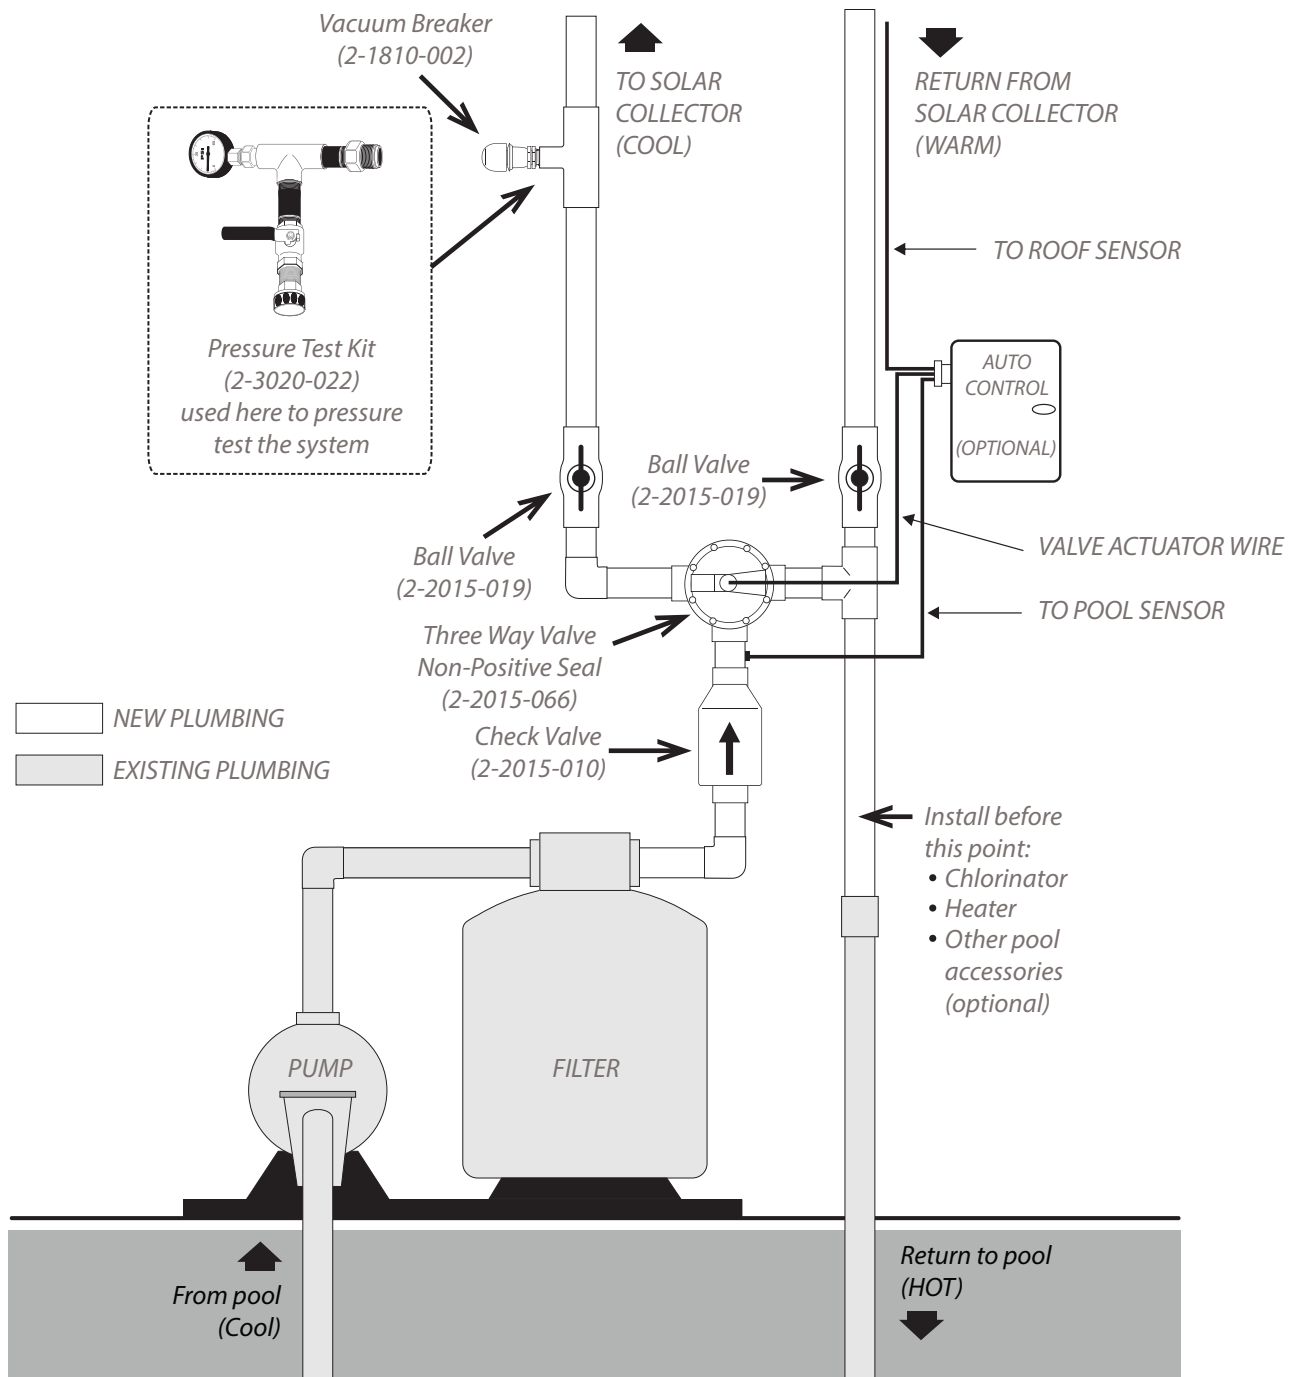 Vacuum Breaker
(2-1810-002)
TO SOLAR
COLLECTOR
(COOL)
RETURN FROM
SOLAR COLLECTOR
(WARM)
TO ROOF SENSOR
Pressure Test Kit
(2-3020-022)
used here to pressure
test the system
AUTO
CONTROL
(OPTIONAL)
Ball Valve
(2-2015-019)
Ball Valve
(2-2015-019)
VALVE ACTUATOR WIRE
TO POOL SENSOR
Three Way Valve
Non-Positive Seal
(2-2015-066)
NEW PLUMBING
EXISTING PLUMBING
Check Valve
(2-2015-010)
Install before
this point:
• Chlorinator
• Heater
• Other pool
accessories
(optional)
PUMP
FILTER
From pool
(Cool)
Return to pool
(HOT)